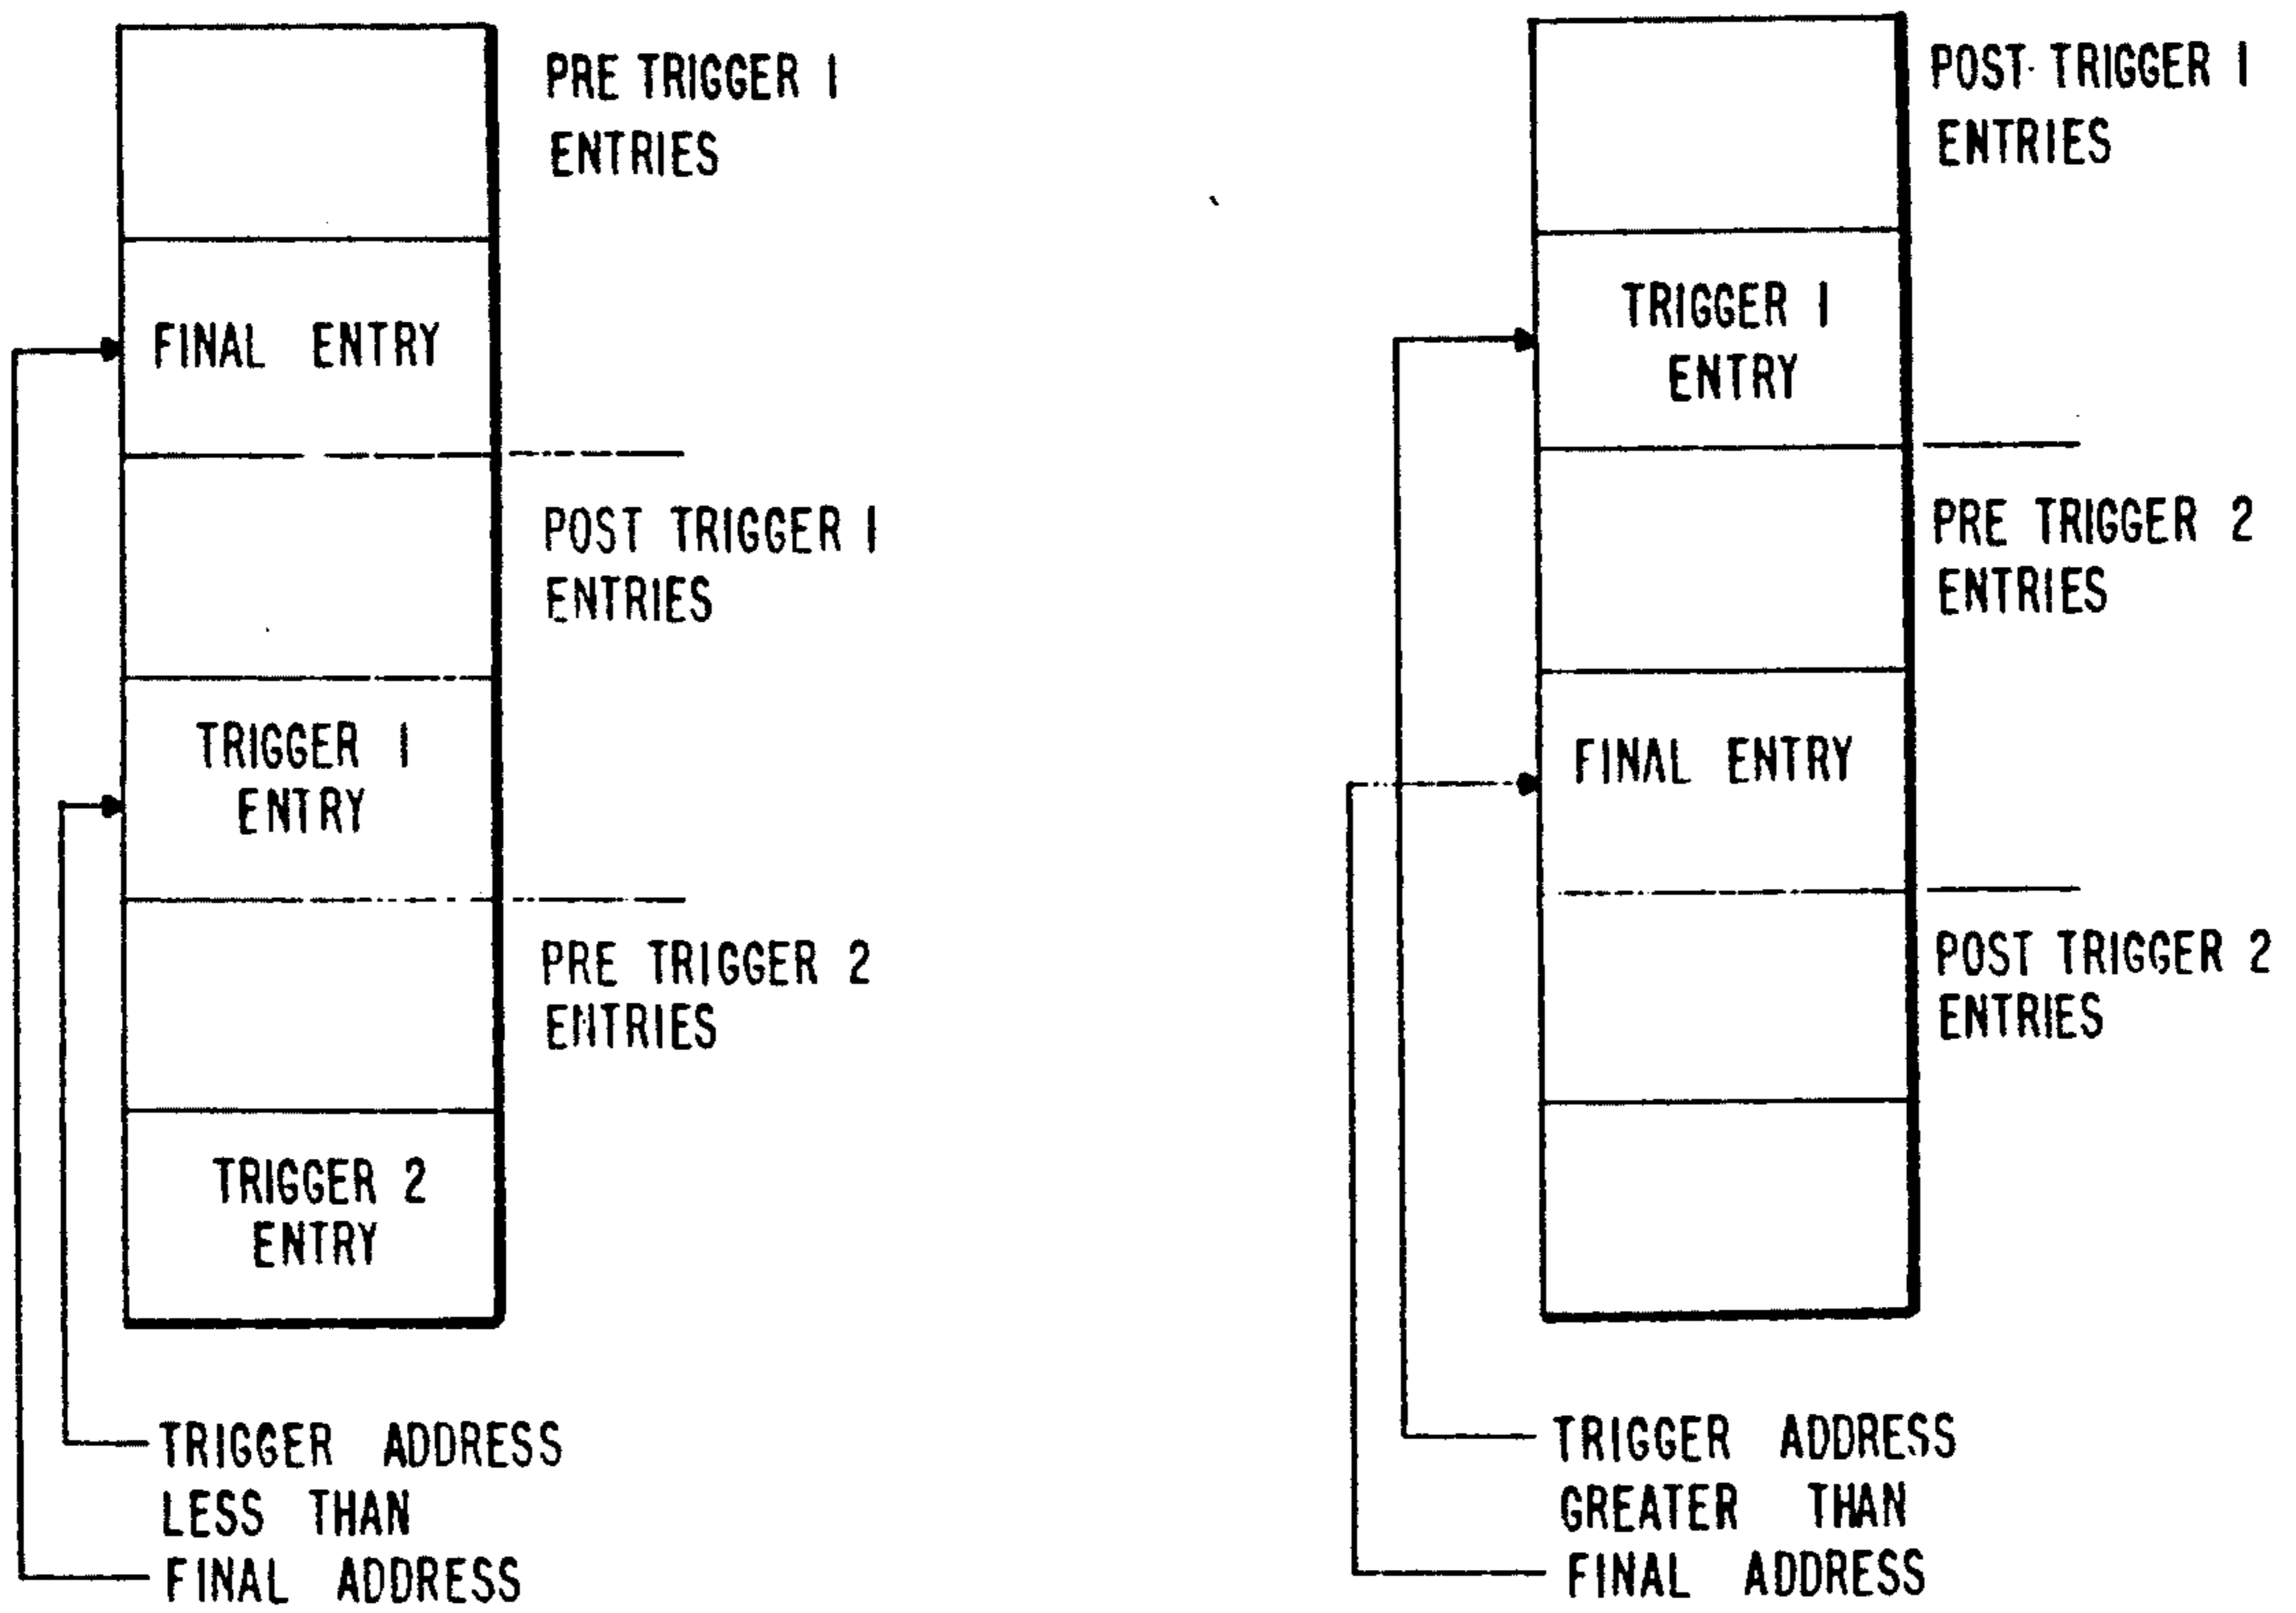 PRE TRIGGER 1
ENTRIES
FINAL ENTRY
POST TRIGGER 1
ENTRIES
TRIGGER 1
ENTRY
PRE TRIGGER 2
ENTRIES
TRIGGER 2
ENTRY
TRIGGER ADDRESS
LESS THAN
FINAL ADDRESS
POST TRIGGER 1
ENTRIES
TRIGGER 1
ENTRY
PRE TRIGGER 2
ENTRIES
FINAL ENTRY
POST TRIGGER 2
ENTRIES
TRIGGER ADDRESS
GREATER THAN
FINAL ADDRESS